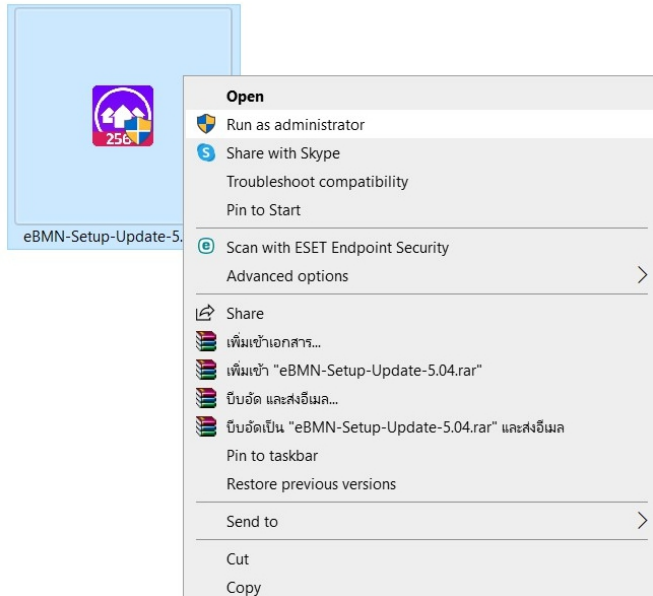 256
eBMN-Setup-Update-5.
Open
Run as administrator
Share with Skype
Troubleshoot compatibility
Pin to Start
Scan with ESET Endpoint Security
Advanced options
Share
เพิ่มเข้าเอกสาร...
เพิ่มเข้า "eBMN-Setup-Update-5.04.rar"
บีบอัด และส่งอีเมล...
บีบอัดเป็น "eBMN-Setup-Update-5.04.rar" และส่งอีเมล
Pin to taskbar
Restore previous versions
Send to
Cut
Copy